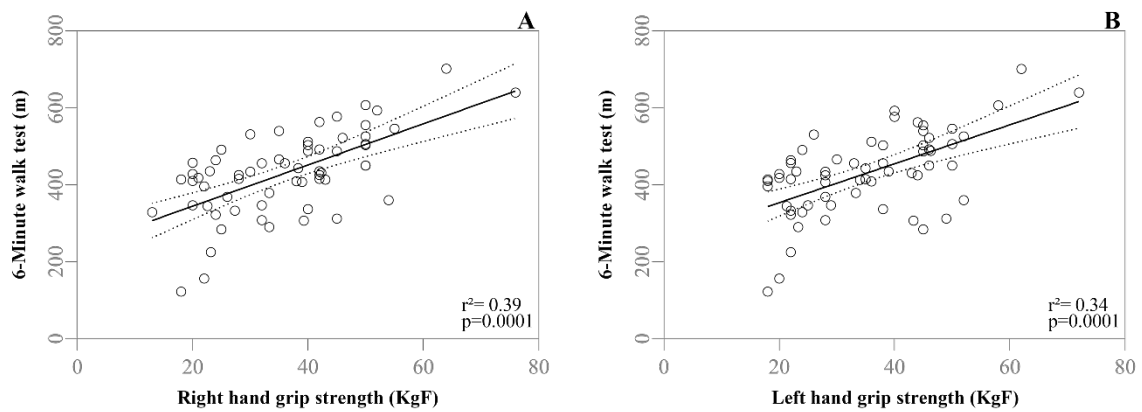 A
800
600
400
200
0
6-Minute walk test (m)
r²= 0.39
p=0.0001
0 20 40 60 80
Right hand grip strength (KgF)
B
800
600
400
200
0
6-Minute walk test (m)
r²= 0.34
p=0.0001
0 20 40 60 80
Left hand grip strength (KgF)